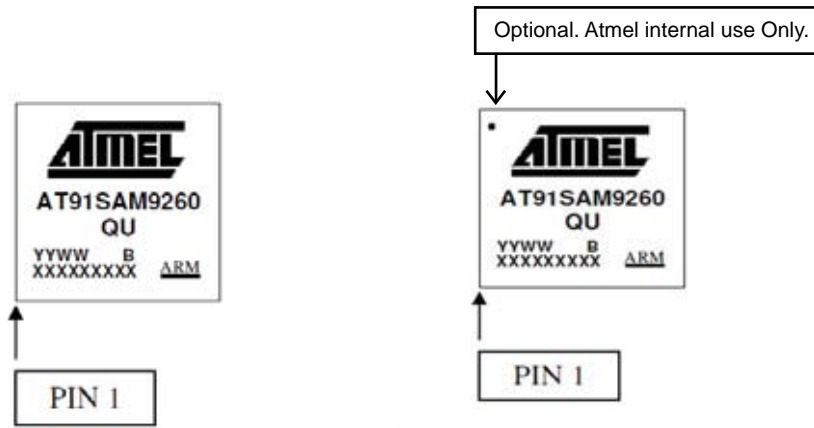 Optional. Atmel internal use Only.
ATMEL
AT91SAM9260
QU
YYWW B
XXXXXXXXX ARM
PIN 1
ATMEL
AT91SAM9260
QU
YYWW B
XXXXXXXXX ARM
PIN 1